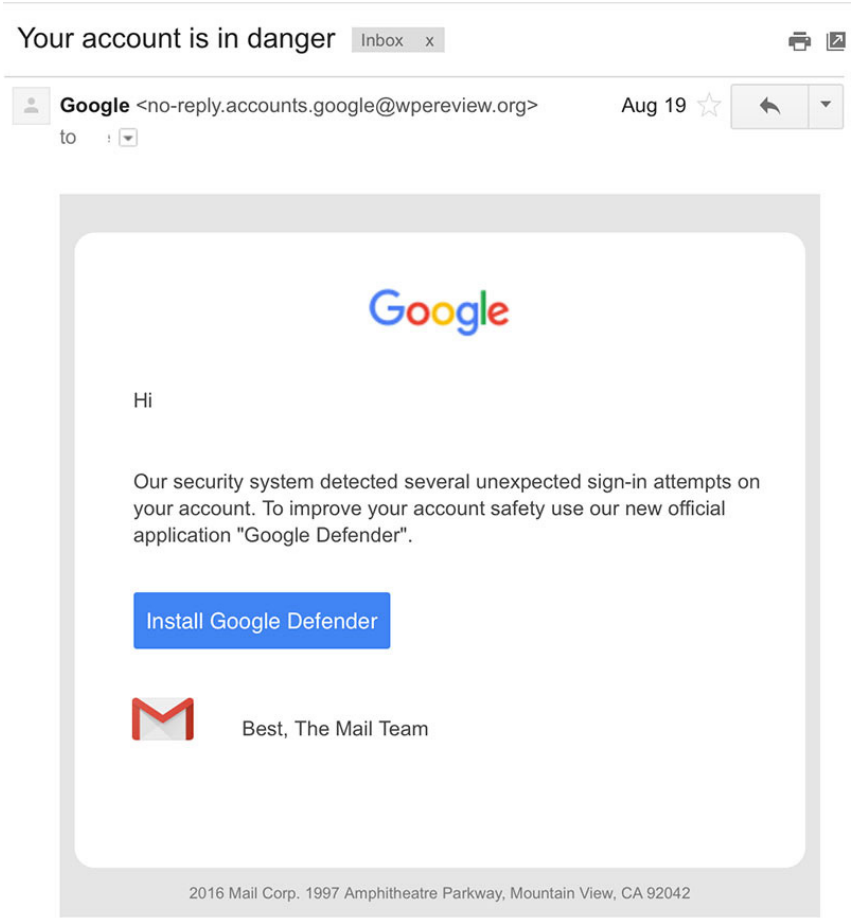 Your account is in danger Inbox x
Google <no-reply.accounts.google@wpereview.org> Aug 19
to
Google
Hi
Our security system detected several unexpected sign-in attempts on
your account. To improve your account safety use our new official
application "Google Defender".
Install Google Defender
Best, The Mail Team
2016 Mail Corp. 1997 Amphitheatre Parkway, Mountain View, CA 92042